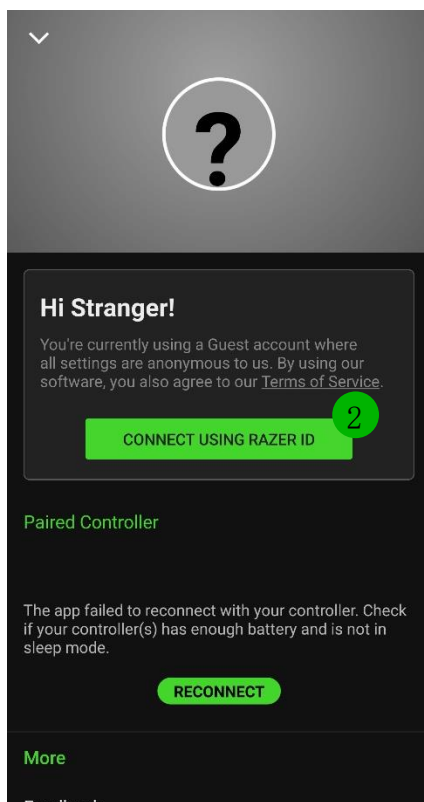 ?
Hi Stranger!
You're currently using a Guest account where
all settings are anonymous to us. By using our
software, you also agree to our Terms of Service.
2
CONNECT USING RAZER ID
Paired Controller
The app failed to reconnect with your controller. Check
if your controller(s) has enough battery and is not in
sleep mode.
RECONNECT
More